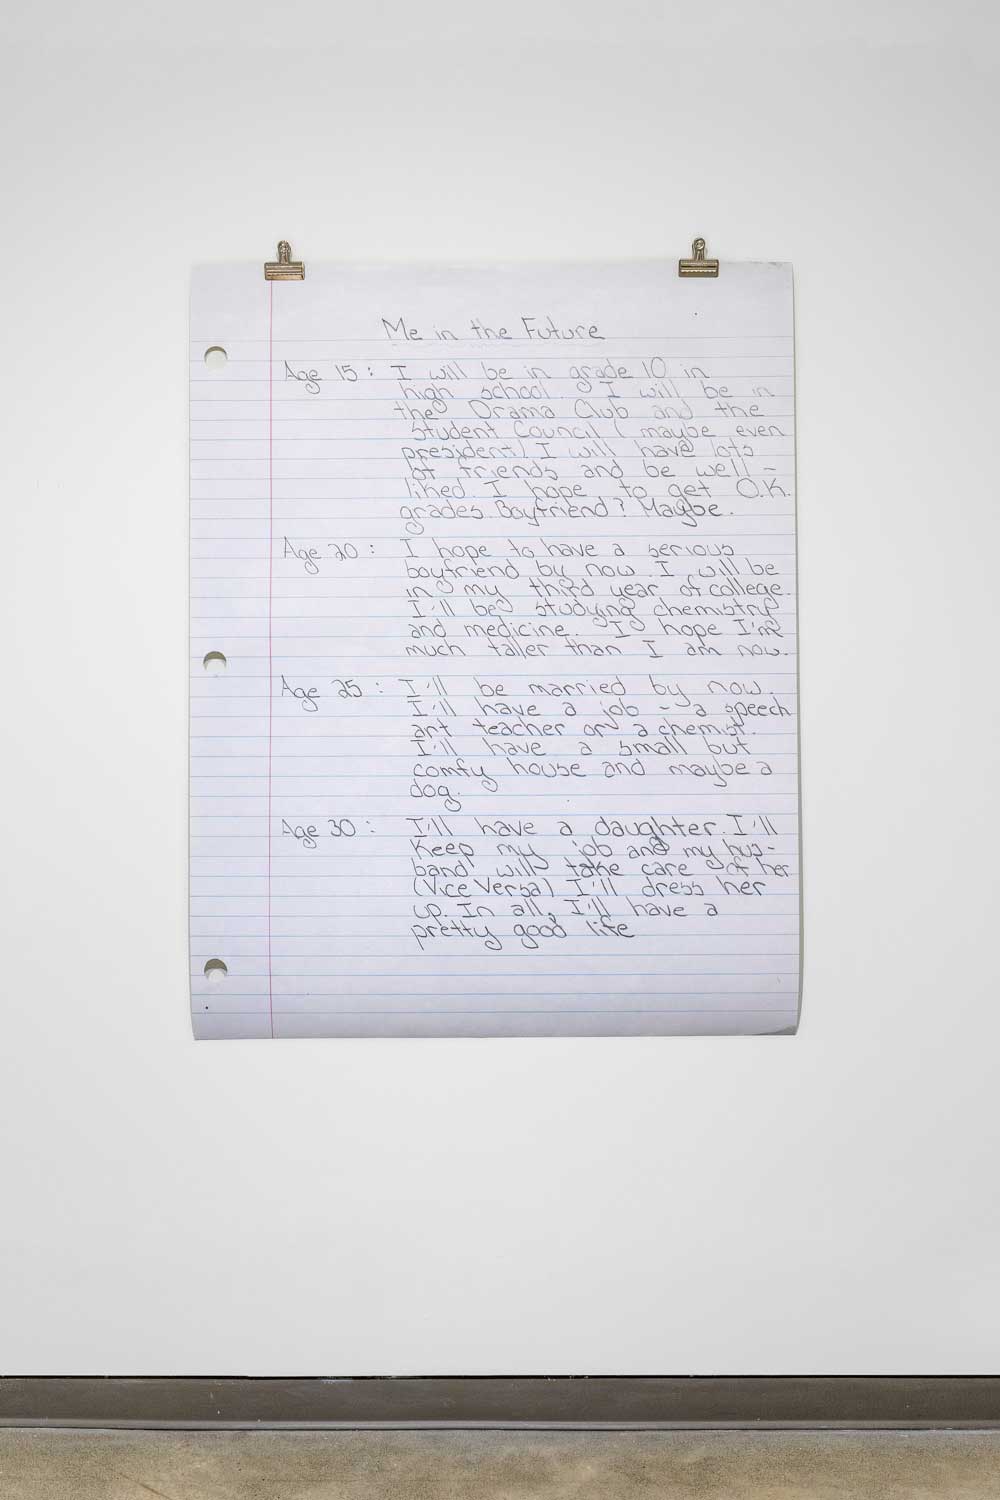 Me in the Future
Age 15: I will be in grade 10 in
high school. I will be in
the Drama Club and the
Student Council (maybe even
president) I will have lots
of friends and be well-
liked. I hope to get O.K.
grades. Boyfriend? Maybe.
Age 20: I hope to have a serious
boyfriend by now. I will be
in my third year of college.
I'll be studying chemistry
and medicine. I hope I'm
much taller than I am now.
Age 25: I'll be married by now.
I'll have a job - a speech
art teacher or a chemist.
I'll have a small but
comfy house and maybe a
dog.
Age 30: I'll have a daughter. I'll
Keep my job and my hus-
band will take care of her
(Vice Versa) I'll dress her
up. In all, I'll have a
pretty good life